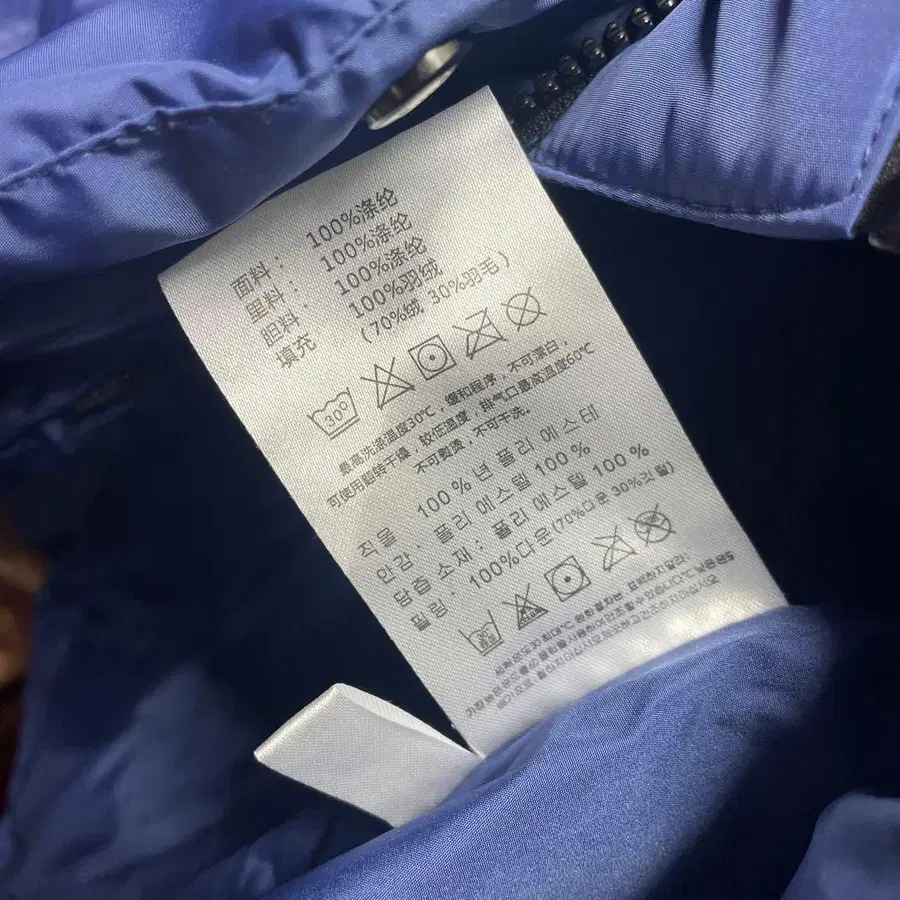 面料： 100%涤纶
里料： 100%涤纶
胆料： 100%涤纶
填充 100%羽绒
(70%绒 30%羽毛)
30°
最高洗涤温度30℃，缓和程序，不可漂白，
可使用翻转干燥 较低温度，排气口最高温度60℃
不可熨烫，不可干洗。
직물 100%년 폴리 에스테
안감. 폴리 에스텔 100%
담층 소재 : 폴리 에스텔 100%
필링. 100%다운(70%다운 30%깃털)